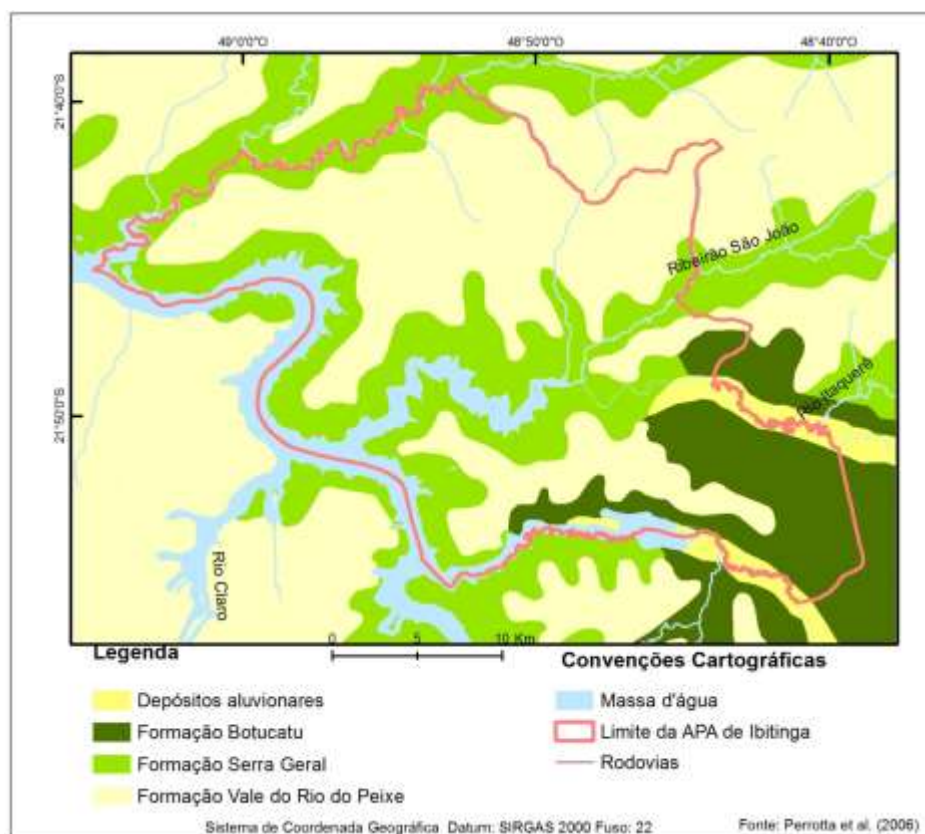 49°0'0"O 48°50'0"O 48°40'0"O
21°40'0"S
Ribeirão São João
Rio Itaquerê
21°50'0"S
Rio Claro
0 5 10 Km
Legenda
Convenções Cartográficas
Depósitos aluvionares
Massa d'água
Formação Botucatu
Limite da APA de Ibitinga
Formação Serra Geral
Rodovias
Formação Vale do Rio do Peixe
Sistema de Coordenada Geográfica Datum: SIRGAS 2000 Fuso: 22
Fonte: Perrotta et al. (2006)